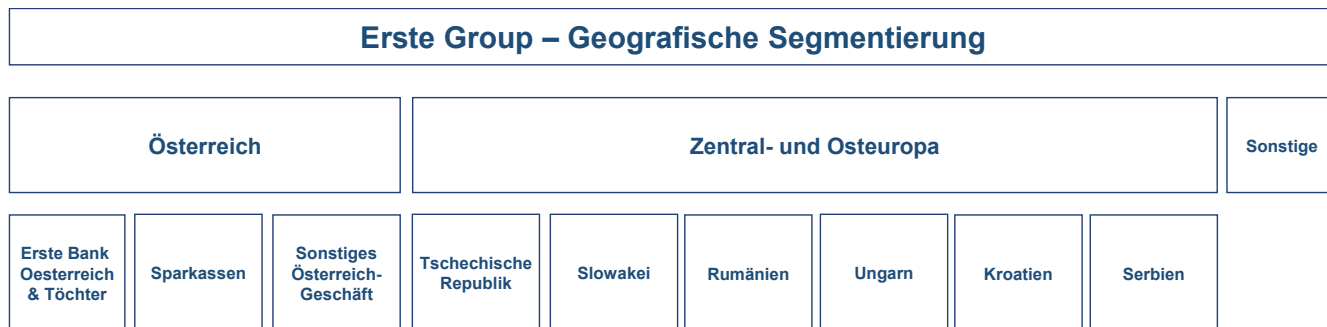 Erste Group – Geografische Segmentierung
Österreich
Zentral- und Osteuropa
Sonstige
Erste Bank
Oesterreich
& Töchter
Sparkassen
Sonstiges
Österreich-
Geschäft
Tschechische
Republik
Slowakei
Rumänien
Ungarn
Kroatien
Serbien